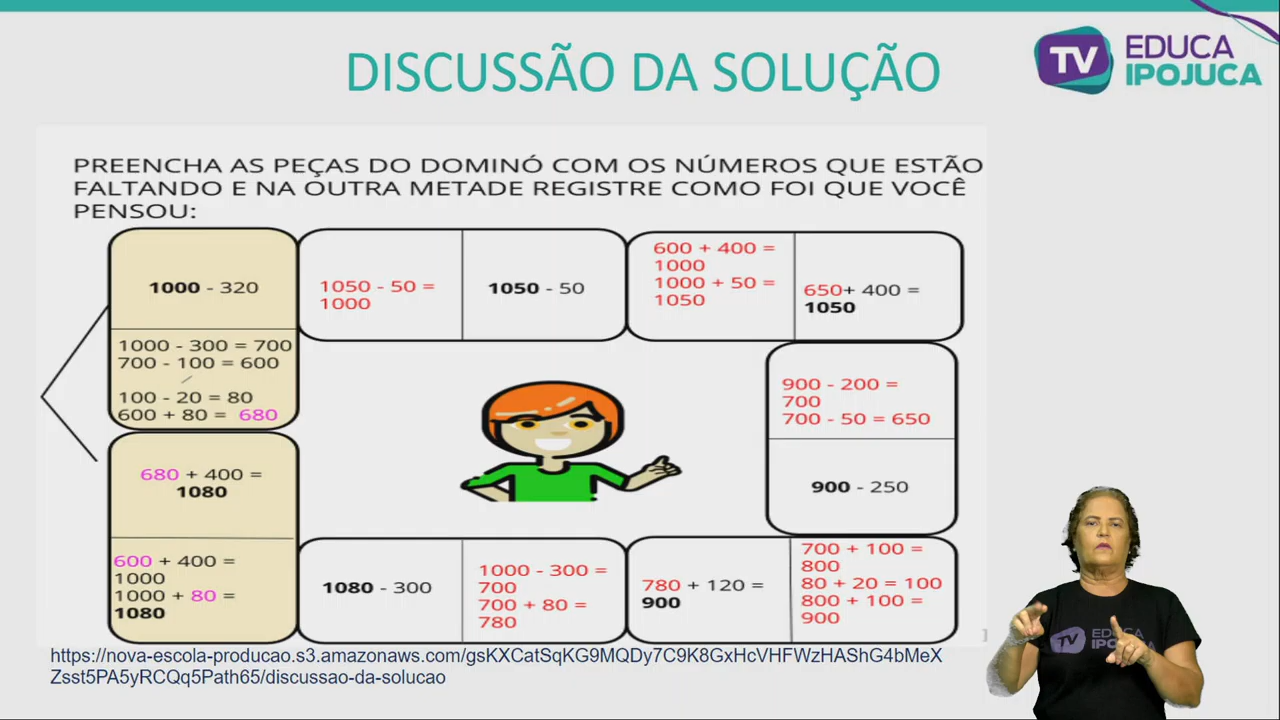 DISCUSSÃO DA SOLUÇÃO
TV EDUCA
IPOJUCA
PREENCHA AS PEÇAS DO DOMINÓ COM OS NÚMEROS QUE ESTÃO
FALTANDO E NA OUTRA METADE REGISTRE COMO FOI QUE VOCÊ
PENSOU:
1000 - 320
1000 - 300 = 700
700 - 100 = 600
100 - 20 = 80
600 + 80 = 680
1050 - 50 =
1000
1050 - 50
600 + 400 =
1000
1000 + 50 =
1050
650+ 400 =
1050
900 - 200 =
700
700 - 50 = 650
900 - 250
680 + 400 =
1080
600 + 400 =
1000
1000 + 80 =
1080
1080 - 300
1000 - 300 =
700
700 + 80 =
780
780 + 120 =
900
700 + 100 =
800
80 + 20 = 100
800 + 100 =
900
https://nova-escola-producao.s3.amazonaws.com/gsKXCatSqKG9MQDy7C9K8GxHcVHFWzHAShG4bMeX
Zsst5PA5yRCQq5Path65/discussao-da-solucao
TV EDUCA